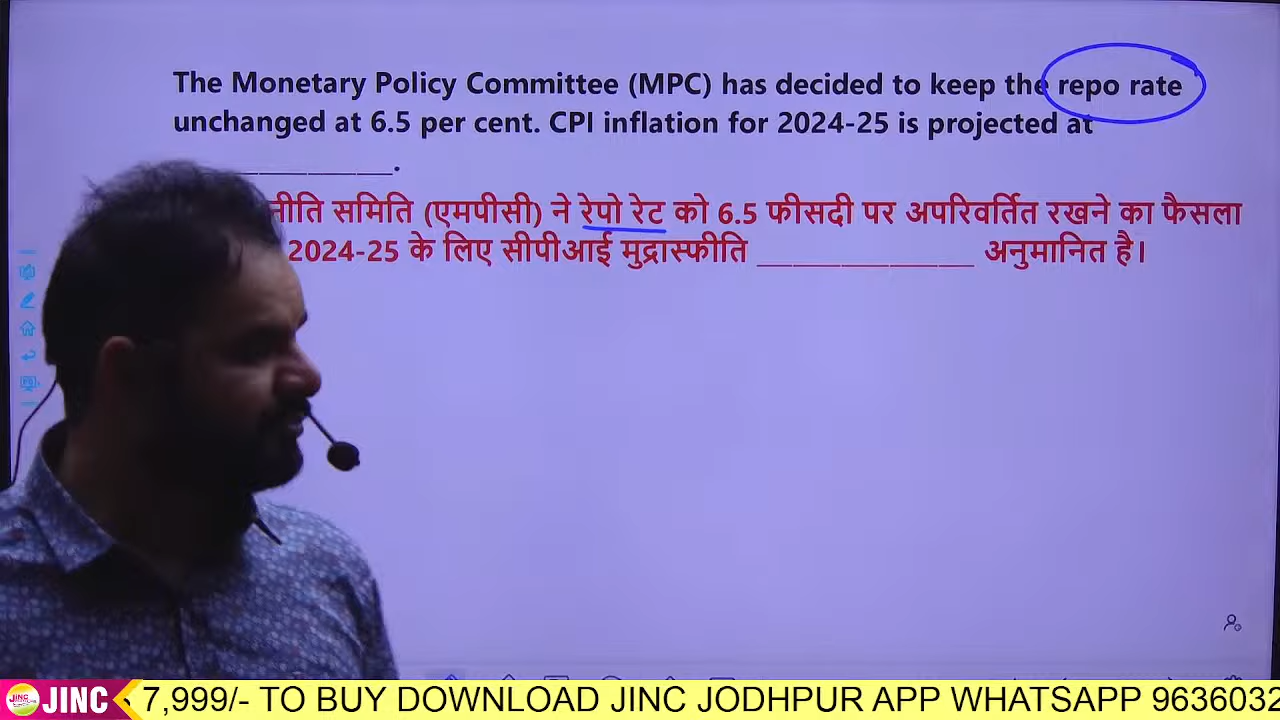 The Monetary Policy Committee (MPC) has decided to keep the repo rate
unchanged at 6.5 per cent. CPI inflation for 2024-25 is projected at
____________.
नीति समिति (एमपीसी) ने रेपो रेट को 6.5 फीसदी पर अपरिवर्तित रखने का फैसला
2024-25 के लिए सीपीआई मुद्रास्फीति ____________ अनुमानित है।
JINC 7,999/- TO BUY DOWNLOAD JINC JODHPUR APP WHATSAPP 9636032